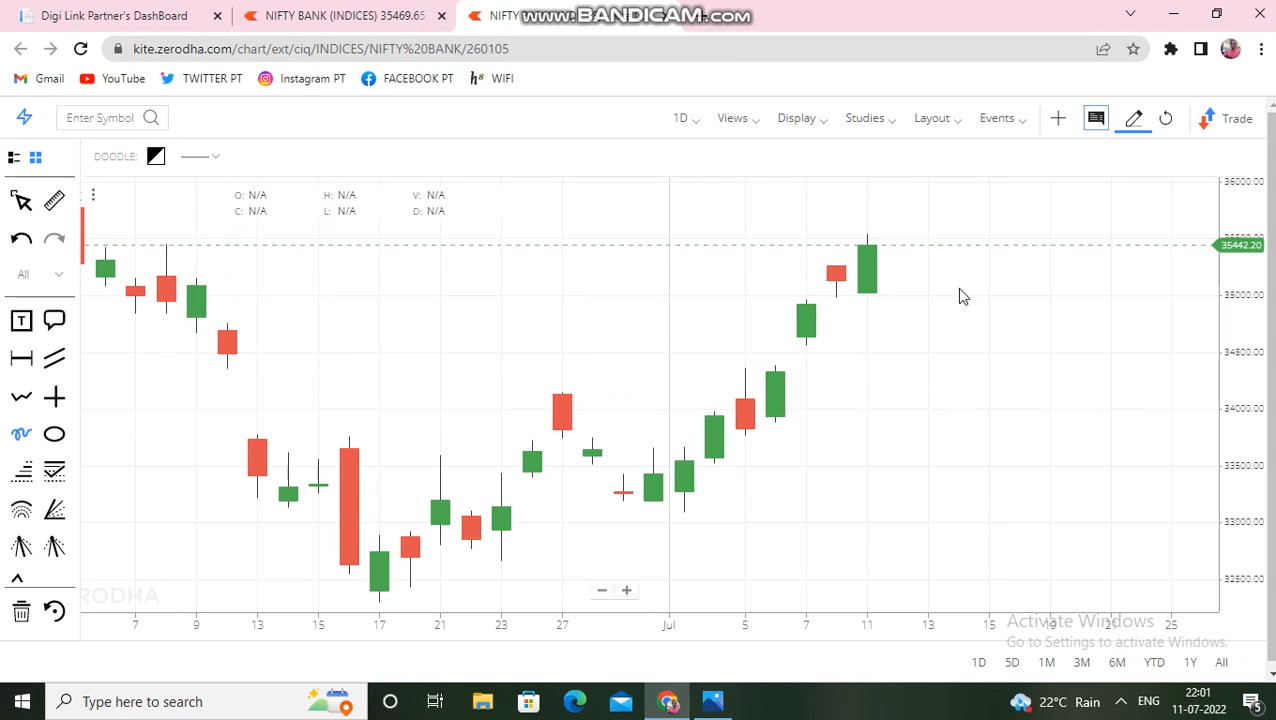 Digi Link Partner's DashBoard
NIFTY BANK (INDICES) 35469.65
NIFTY
www.BANDICAM.com
kite.zerodha.com/chart/ext/ciq/INDICES/NIFTY%20BANK/260105
Gmail YouTube TWITTER PT Instagram PT FACEBOOK PT h8 WIFI
Enter Symbol 1D Views Display Studies Layout Events Trade
DOODLE:
O: N/A H: N/A V: N/A
C: N/A L: N/A D: N/A
36000.00
35442.20
35000.00
34500.00
34000.00
33500.00
33000.00
32500.00
All
T
ZERODHA
7 9 13 15 17 21 23 27 Jul 5 7 11 13 15 19 21 25
Activate Windows
Go to Settings to activate Windows.
1D 5D 1M 3M 6M YTD 1Y All
Type here to search
22°C Rain ENG
22:01
11-07-2022
5